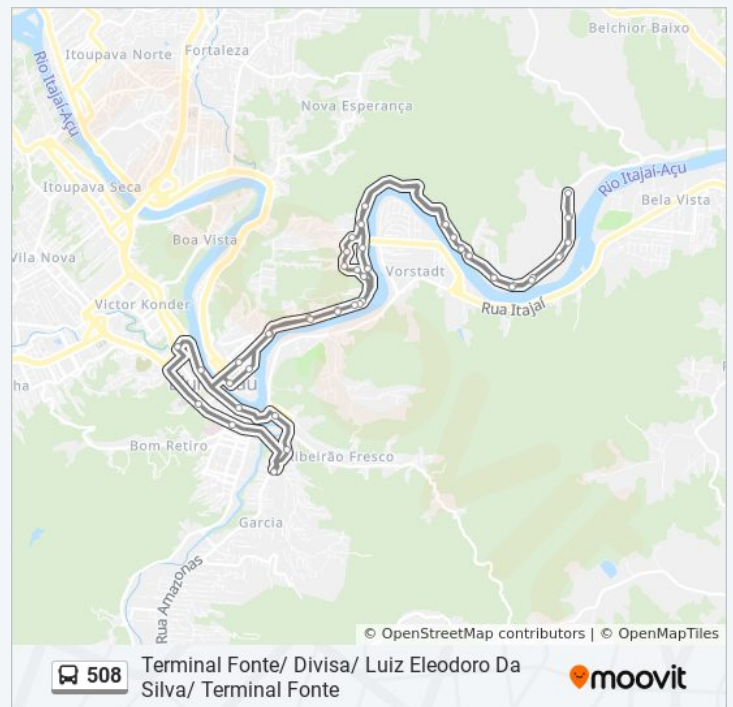 Belchior Baixo
Itoupava Norte
Fortaleza
Rio Itajaí-Açu
Nova Esperança
Itoupava Seca
Rio Itajaí-Açu
Bela Vista
Boa Vista
Vila Nova
Vorstadt
Victor Konder
Rua Itajaí
Bom Retiro
Ribeirão Fresco
Garcia
Rua Amazonas
© OpenStreetMap contributors | © OpenMapTiles
508
Terminal Fonte/ Divisa/ Luiz Eleodoro Da
Silva/ Terminal Fonte
moovit